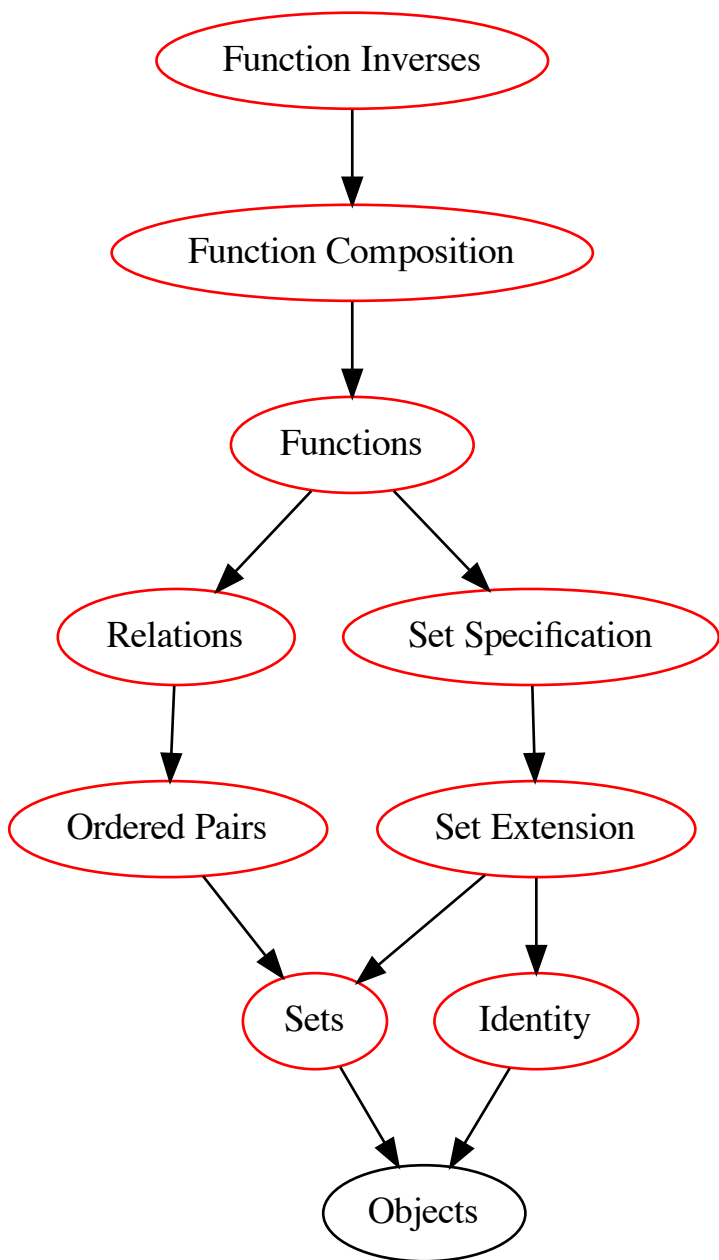 Function Inverses
Function Composition
Functions
Relations
Set Specification
Ordered Pairs
Set Extension
Sets
Identity
Objects